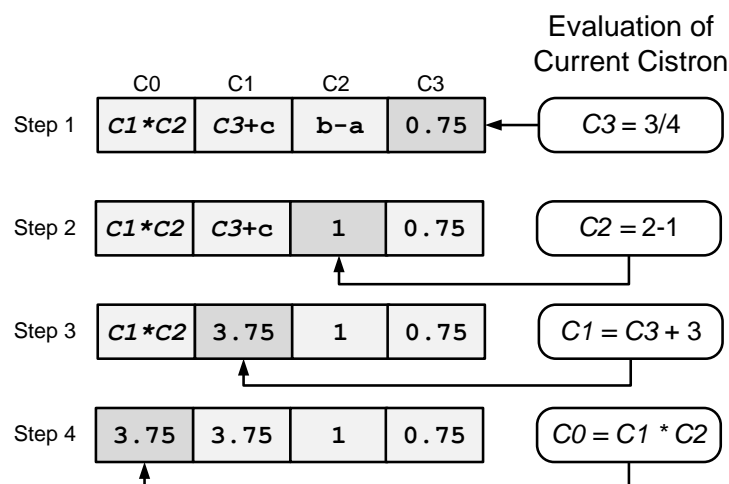 Evaluation of
Current Cistron
C0 C1 C2 C3
Step 1 C1*C2 C3+c b-a 0.75 C3 = 3/4
Step 2 C1*C2 C3+c 1 0.75 C2 = 2-1
Step 3 C1*C2 3.75 1 0.75 C1 = C3 + 3
Step 4 3.75 3.75 1 0.75 C0 = C1 * C2